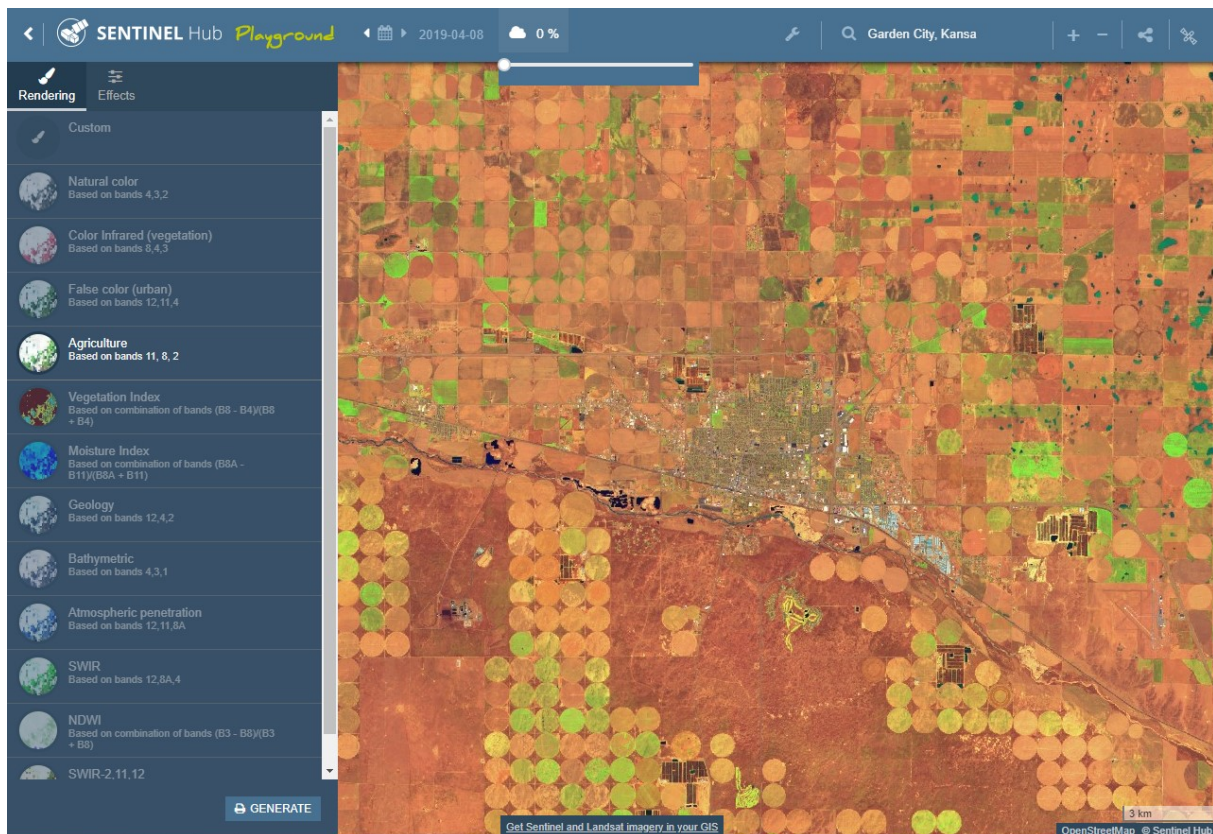 SENTINEL Hub Playground
2019-04-08
0 %
Garden City, Kansa
Rendering
Effects
Custom
Natural color
Based on bands 4,3,2
Color Infrared (vegetation)
Based on bands 8,4,3
False color (urban)
Based on bands 12,11,4
Agriculture
Based on bands 11, 8, 2
Vegetation Index
Based on combination of bands (B8 - B4)/(B8
+ B4)
Moisture Index
Based on combination of bands (B8A -
B11)/(B8A + B11)
Geology
Based on bands 12,4,2
Bathymetric
Based on bands 4,3,1
Atmospheric penetration
Based on bands 12,11,8A
SWIR
Based on bands 12,8A,4
NDWI
Based on combination of bands (B3 - B8)/(B3
+ B8)
SWIR-2,11,12
GENERATE
Get Sentinel and Landsat imagery in your GIS
3 km
OpenStreetMap © Sentinel Hub